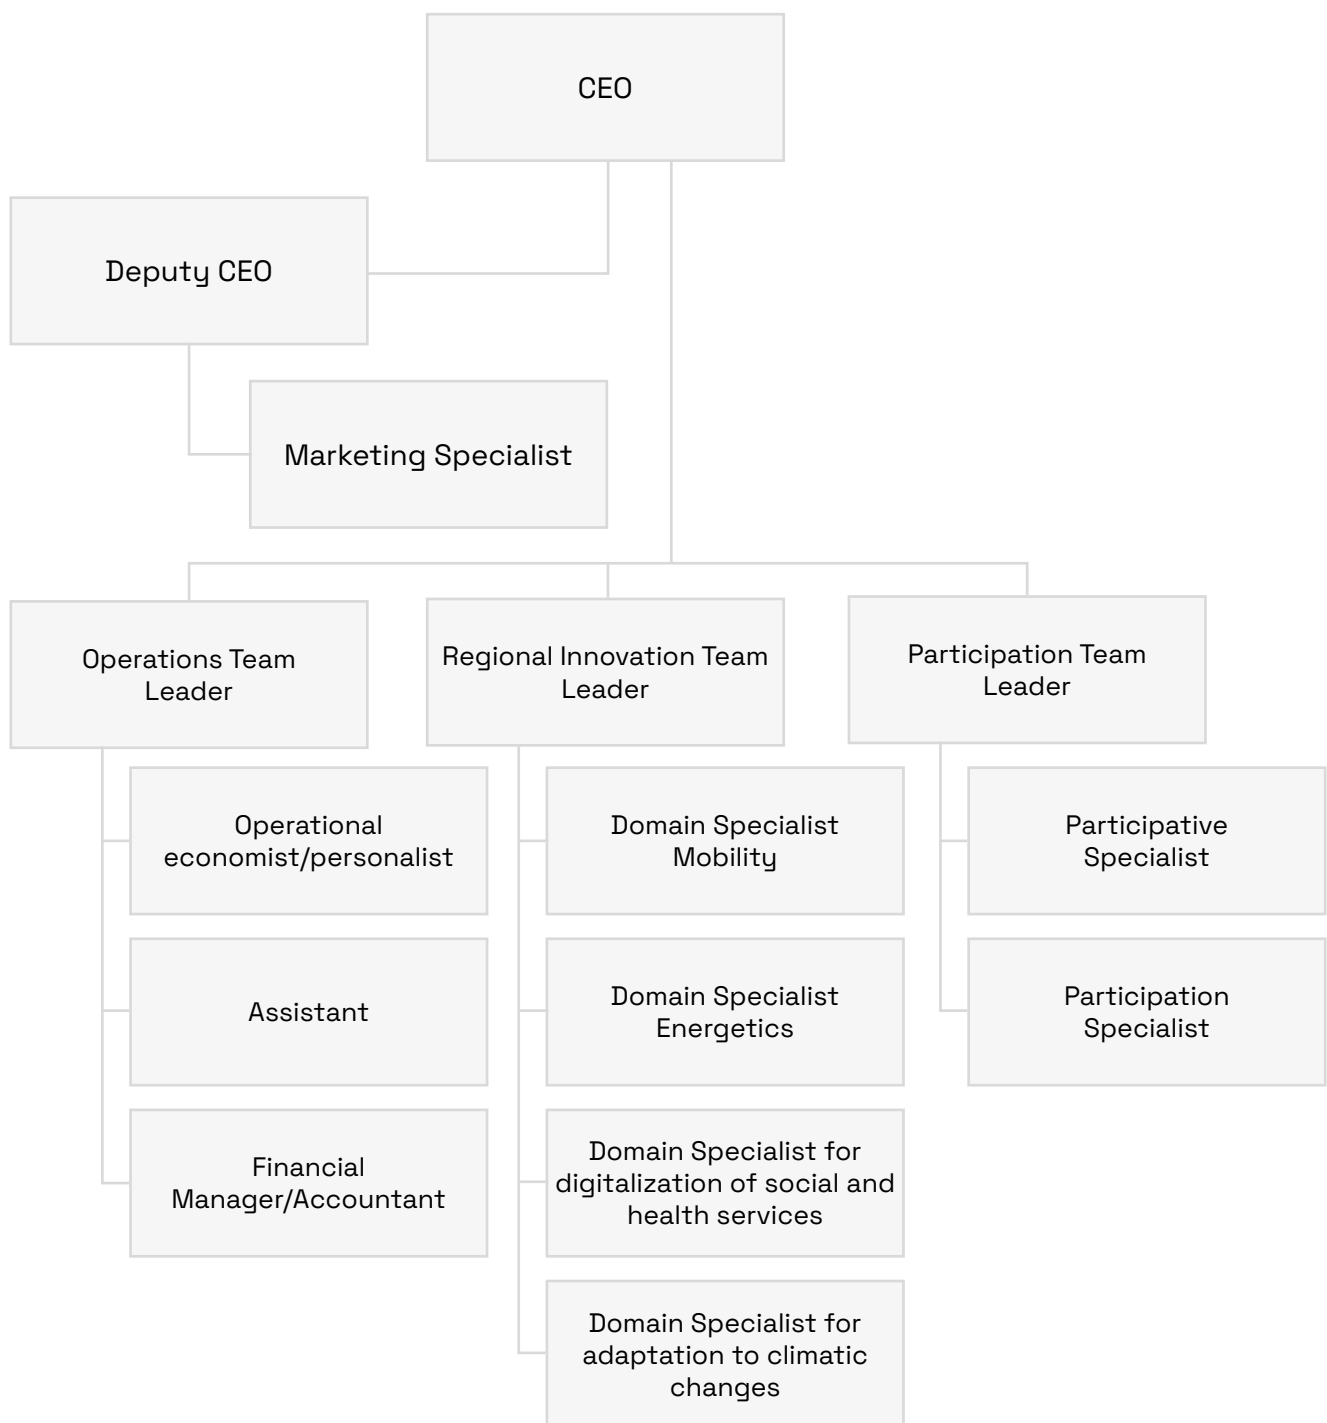 CEO
Deputy CEO
Marketing Specialist
Operations Team
Leader
Regional Innovation Team
Leader
Participation Team
Leader
Operational
economist/personalist
Domain Specialist
Mobility
Participative
Specialist
Assistant
Domain Specialist
Energetics
Participation
Specialist
Financial
Manager/Accountant
Domain Specialist for
digitalization of social and
health services
Domain Specialist for
adaptation to climatic
changes